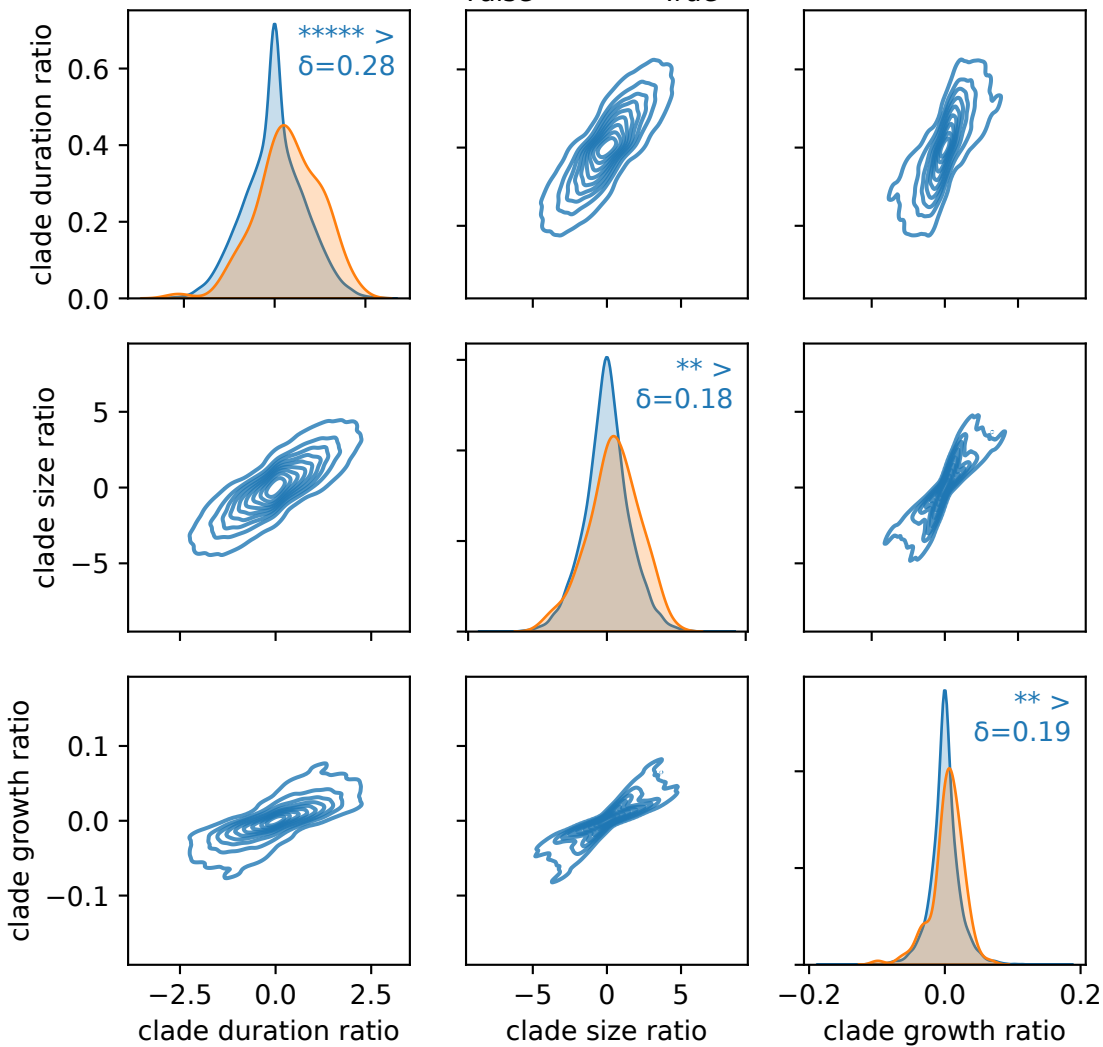 clade duration ratio
0.6
0.4
0.2
0.0
***** >
δ=0.28
clade size ratio
5
0
−5
** >
δ=0.18
clade growth ratio
0.1
0.0
−0.1
** >
δ=0.19
−2.5 0.0 2.5
−5 0 5
−0.2 0.0 0.2
clade duration ratio
clade size ratio
clade growth ratio